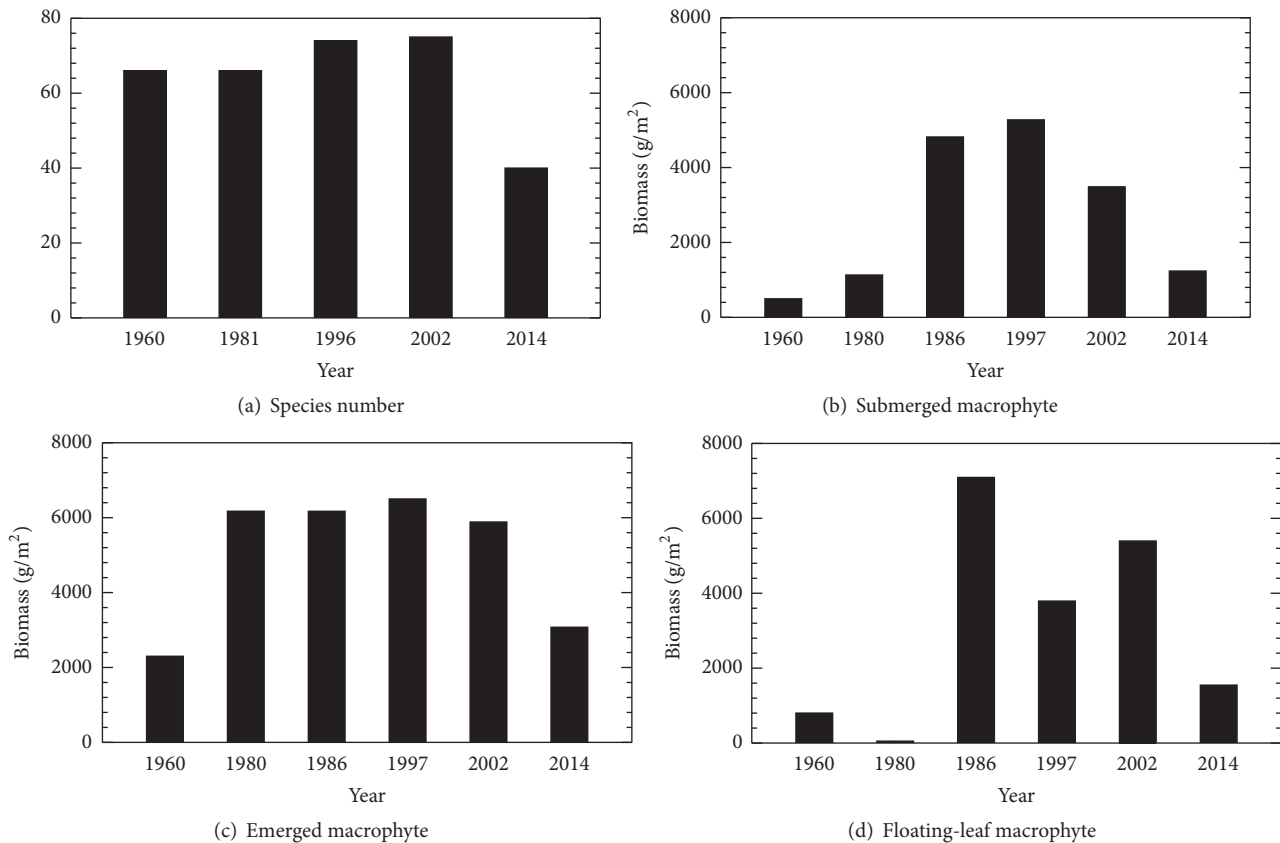 80
60
40
20
0
1960 1981 1996 2002 2014
Year
(a) Species number
8000
6000
4000
2000
0
Biomass (g/m²)
1960 1980 1986 1997 2002 2014
Year
(b) Submerged macrophyte
8000
6000
4000
2000
0
Biomass (g/m²)
1960 1980 1986 1997 2002 2014
Year
(c) Emerged macrophyte
8000
6000
4000
2000
0
Biomass (g/m²)
1960 1980 1986 1997 2002 2014
Year
(d) Floating-leaf macrophyte